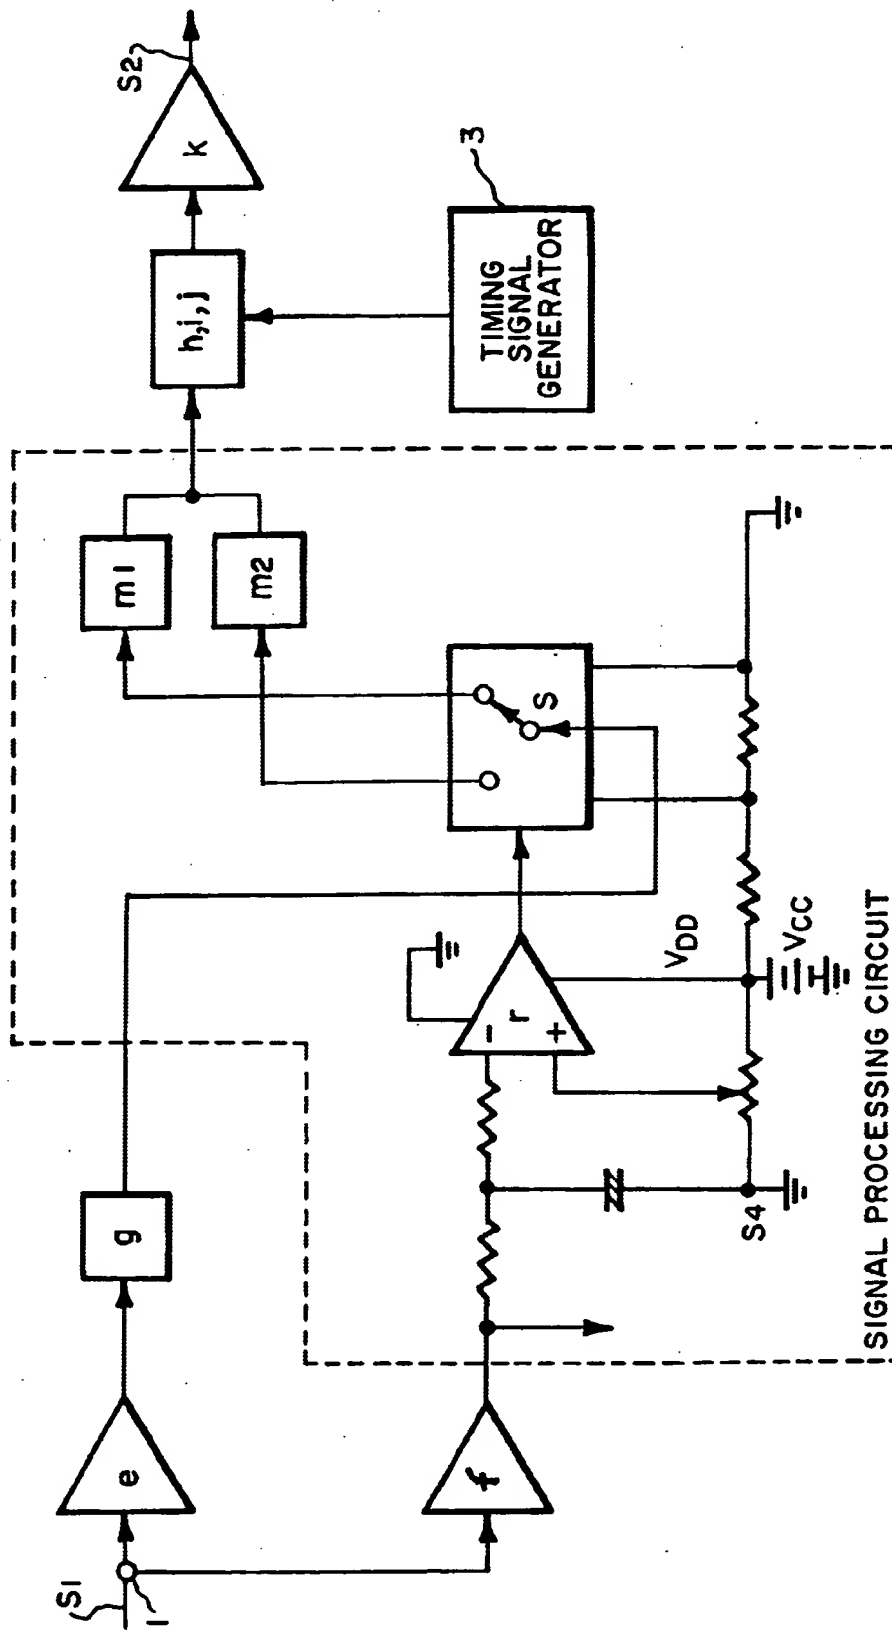 S1
1
e
g
f
S4
r
-
+
VDD
VCC
S
m1
m2
h,i,j
k
S2
3
TIMING
SIGNAL
GENERATOR
SIGNAL PROCESSING CIRCUIT